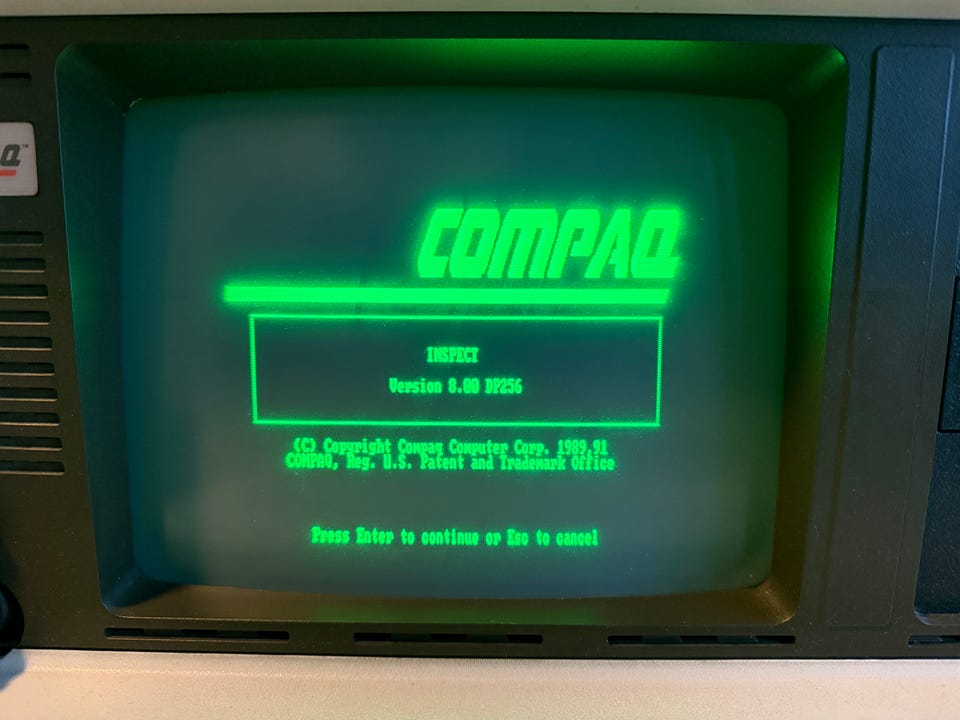 COMPAQ
INSPECT
Version 8.00 DP256
(C) Copyright Compaq Computer Corp. 1989,91
COMPAQ, Reg. U.S. Patent and Trademark Office
Press Enter to continue or Esc to cancel